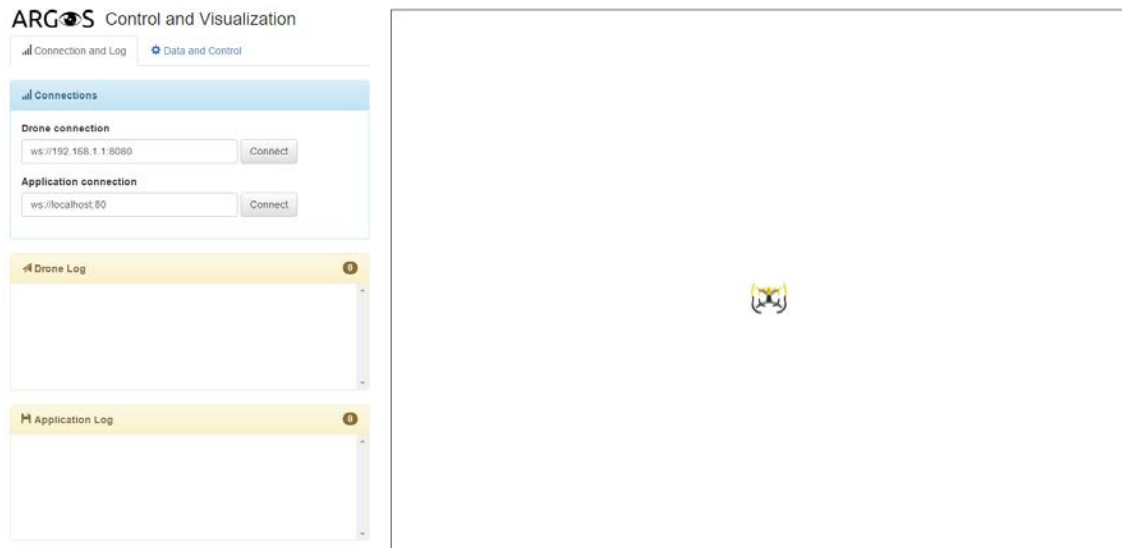 ARGOS Control and Visualization
Connection and Log Data and Control
Connections
Drone connection
ws://192.168.1.1:8080 Connect
Application connection
ws://localhost:80 Connect
Drone Log 0
Application Log 0